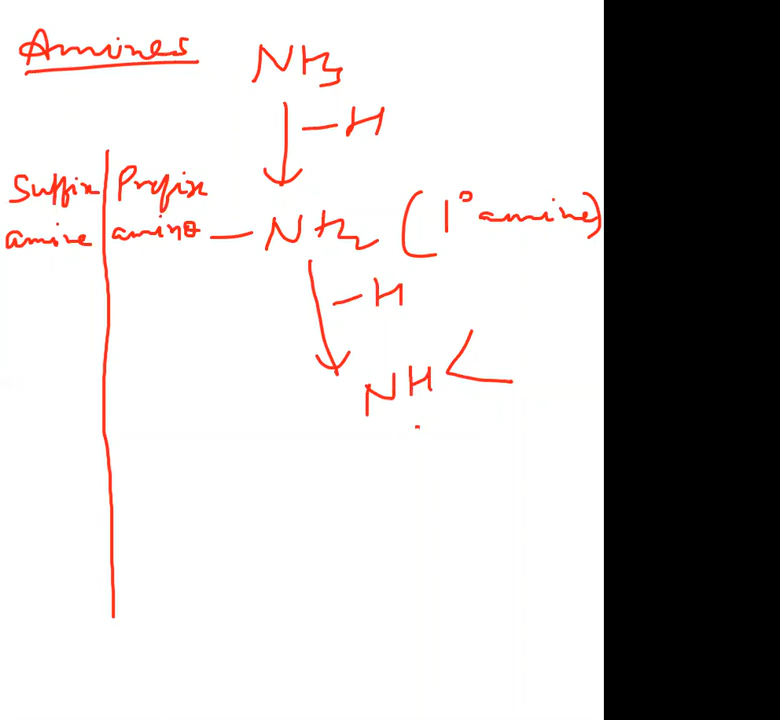 Amines
NH3
-H
Suffix Prefix
amine amino -NH2 (1° amine)
-H
NH<